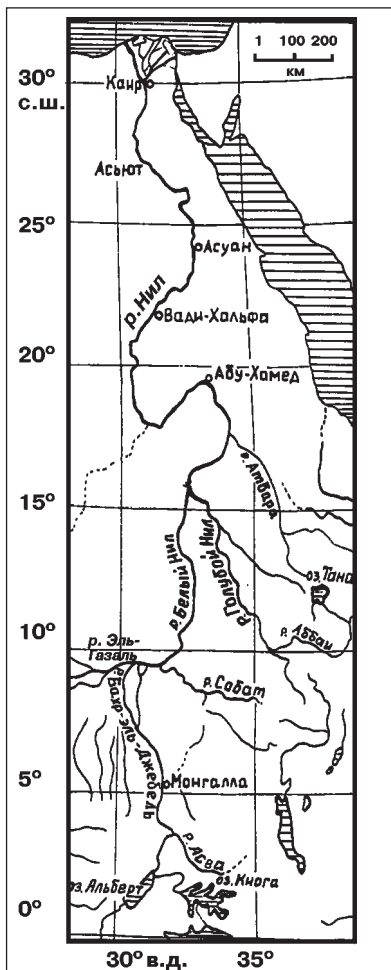 1 100 200
км
30°
с.ш.
Каир
Асьют
25°
Асуан
р. Нил
Вади-Хальфа
20°
Абу-Хамед
р. Атбара
15°
р. Белый Нил
р. Голубой Нил
оз. Тана
10°
р. Аббаи
р. Эль-
Газаль
р. Собат
р. Бахр-эль-Джебель
5°
Монгалла
р. Асва
оз. Альберт
оз. Киога
0°
30° в.д. 35°